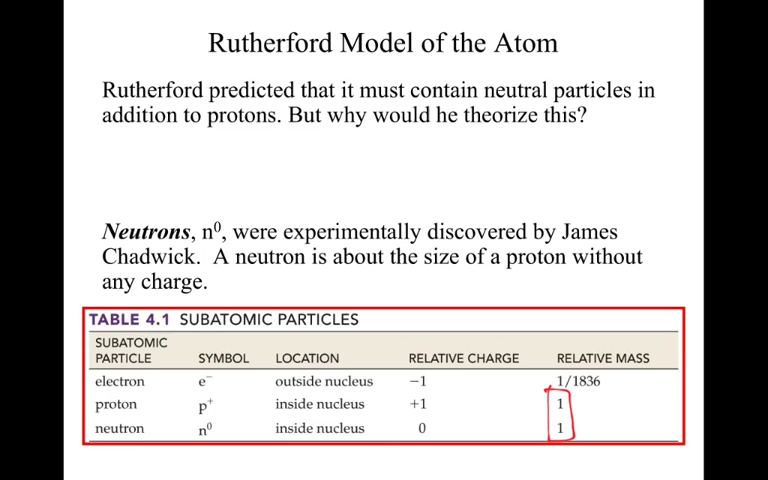 Rutherford Model of the Atom
Rutherford predicted that it must contain neutral particles in
addition to protons. But why would he theorize this?
Neutrons, n⁰, were experimentally discovered by James
Chadwick. A neutron is about the size of a proton without
any charge.
TABLE 4.1 SUBATOMIC PARTICLES
SUBATOMIC
PARTICLE SYMBOL LOCATION RELATIVE CHARGE RELATIVE MASS
electron e⁻ outside nucleus −1 1/1836
proton p⁺ inside nucleus +1 1
neutron n⁰ inside nucleus 0 1